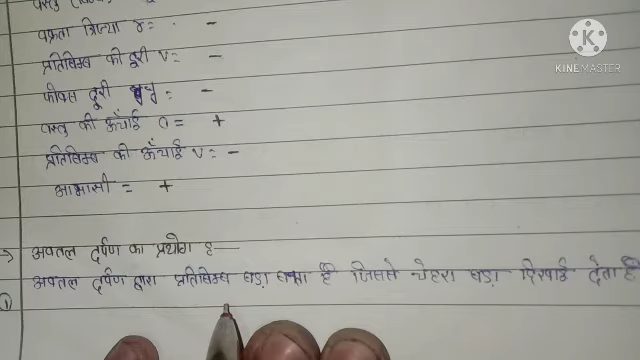 वक्रता त्रिज्या r = -
प्रतिबिम्ब की दूरी v = -
फोकस दूरी = -
वस्तु की ऊँचाई o = +
प्रतिबिम्ब की ऊँचाई v = -
आभासी = +
→ अवतल दर्पण का प्रयोग है —
अवतल दर्पण द्वारा प्रतिबिम्ब बड़ा बनता है जिससे चेहरा बड़ा दिखाई देता है
①
K
KINEMASTER